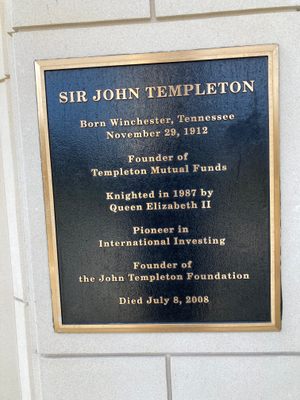 SIR JOHN TEMPLETON
Born Winchester, Tennessee
November 29, 1912
Founder of
Templeton Mutual Funds
Knighted in 1987 by
Queen Elizabeth II
Pioneer in
International Investing
Founder of
the John Templeton Foundation
Died July 8, 2008